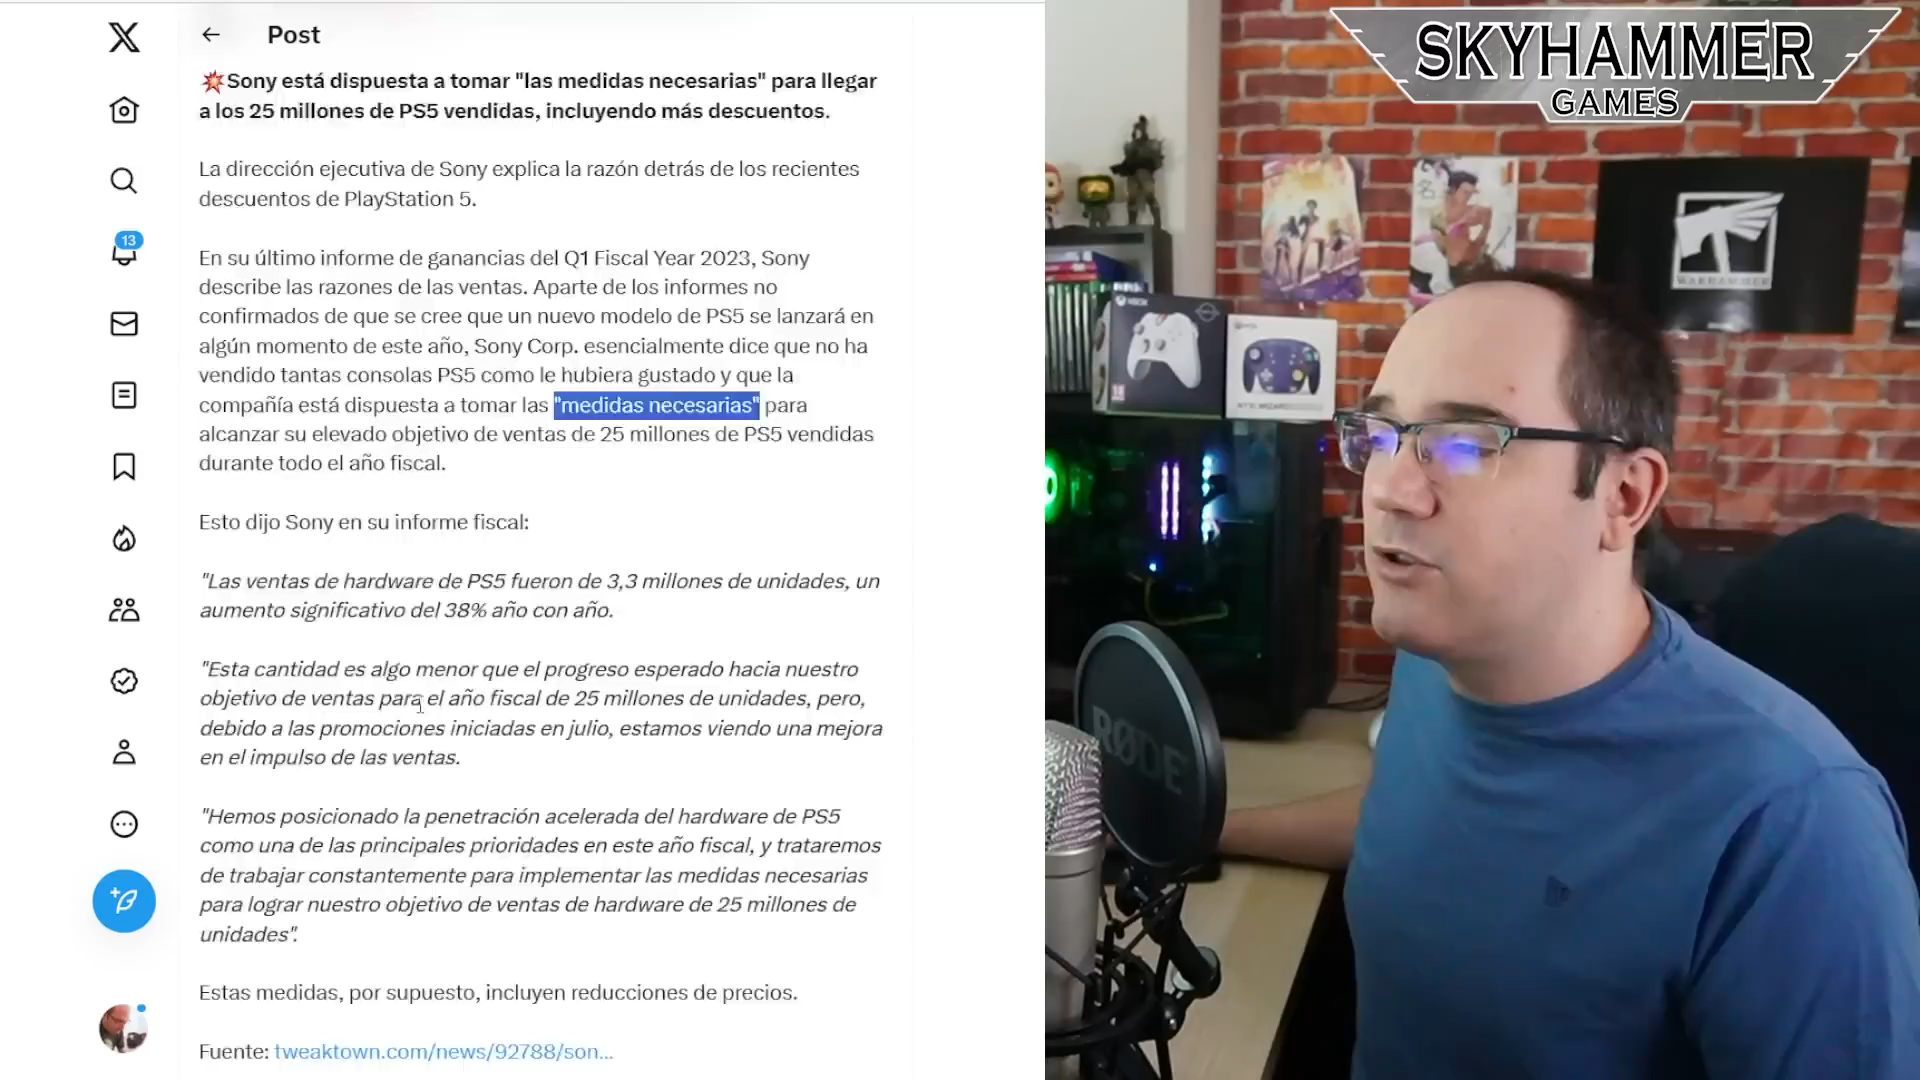 Post
💥Sony está dispuesta a tomar "las medidas necesarias" para llegar
a los 25 millones de PS5 vendidas, incluyendo más descuentos.
La dirección ejecutiva de Sony explica la razón detrás de los recientes
descuentos de PlayStation 5.
13
En su último informe de ganancias del Q1 Fiscal Year 2023, Sony
describe las razones de las ventas. Aparte de los informes no
confirmados de que se cree que un nuevo modelo de PS5 se lanzará en
algún momento de este año, Sony Corp. esencialmente dice que no ha
vendido tantas consolas PS5 como le hubiera gustado y que la
compañía está dispuesta a tomar las "medidas necesarias" para
alcanzar su elevado objetivo de ventas de 25 millones de PS5 vendidas
durante todo el año fiscal.
Esto dijo Sony en su informe fiscal:
"Las ventas de hardware de PS5 fueron de 3,3 millones de unidades, un
aumento significativo del 38% año con año.
"Esta cantidad es algo menor que el progreso esperado hacia nuestro
objetivo de ventas para el año fiscal de 25 millones de unidades, pero,
debido a las promociones iniciadas en julio, estamos viendo una mejora
en el impulso de las ventas.
"Hemos posicionado la penetración acelerada del hardware de PS5
como una de las principales prioridades en este año fiscal, y trataremos
de trabajar constantemente para implementar las medidas necesarias
para lograr nuestro objetivo de ventas de hardware de 25 millones de
unidades".
Estas medidas, por supuesto, incluyen reducciones de precios.
Fuente: tweaktown.com/news/92788/son...
SKYHAMMER
GAMES
WARHAMMER
XBOX
RØDE